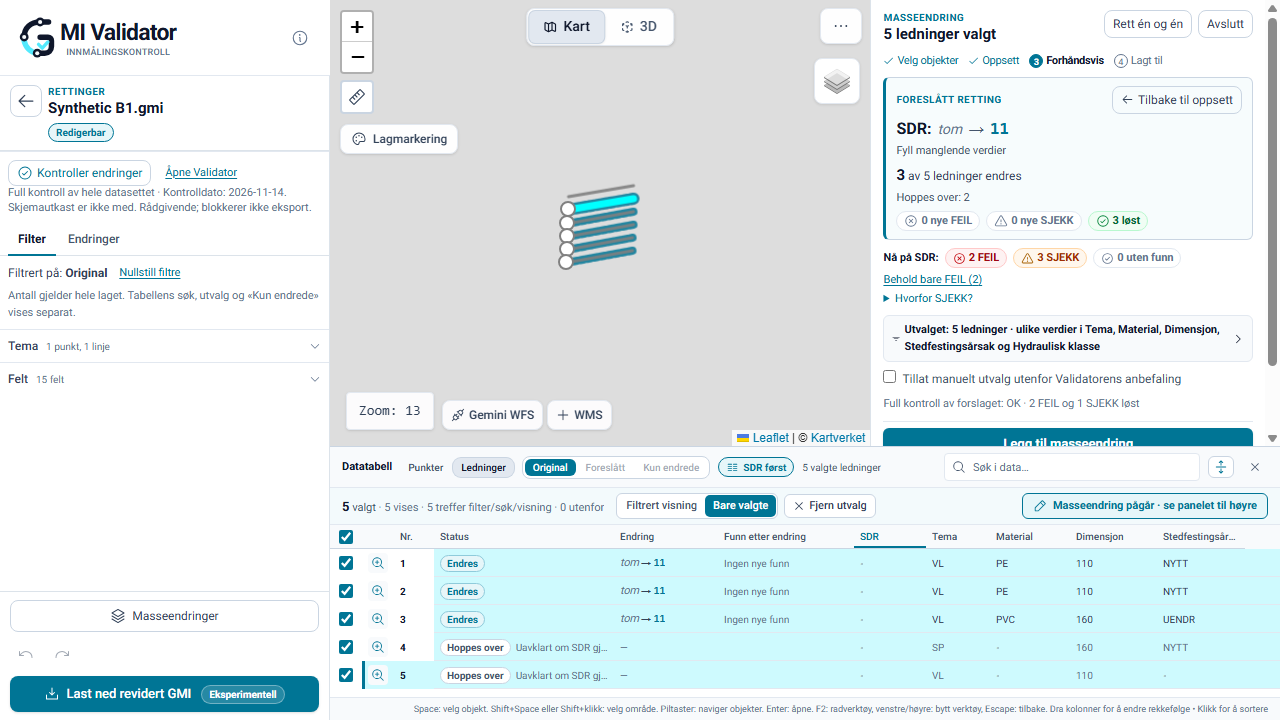 MI Validator
INNMÅLINGSKONTROLL
RETTINGER
Synthetic B1.gmi
Redigerbar
Kontroller endringer
Åpne Validator
Full kontroll av hele datasettet · Kontrolldato: 2026-11-14.
Skjemautkast er ikke med. Rådgivende; blokkerer ikke eksport.
Filter
Endringer
Filtrert på: Original
Nullstill filtre
Antall gjelder hele laget. Tabellens søk, utvalg og «Kun endrede»
vises separat.
Tema 1 punkt, 1 linje
Felt 15 felt
Masseendringer
Last ned revidert GMI Eksperimentell
+
−
Kart
3D
···
Lagmarkering
Zoom: 13
Gemini WFS
WMS
Leaflet | © Kartverket
MASSEENDRING
5 ledninger valgt
Rett én og én
Avslutt
Velg objekter
Oppsett
3 Forhåndsvis
4 Lagt til
FORESLÅTT RETTING
Tilbake til oppsett
SDR: tom → 11
Fyll manglende verdier
3 av 5 ledninger endres
Hoppes over: 2
0 nye FEIL
0 nye SJEKK
3 løst
Nå på SDR:
2 FEIL
3 SJEKK
0 uten funn
Behold bare FEIL (2)
Hvorfor SJEKK?
Utvalget: 5 ledninger · ulike verdier i Tema, Material, Dimensjon,
Stedfestingsårsak og Hydraulisk klasse
Tillat manuelt utvalg utenfor Validatorens anbefaling
Full kontroll av forslaget: OK · 2 FEIL og 1 SJEKK løst
Legg til masseendring
Datatabell
Punkter
Ledninger
Original
Foreslått
Kun endrede
SDR først
5 valgte ledninger
Søk i data…
5 valgt · 5 vises · 5 treffer filter/søk/visning · 0 utenfor
Filtrert visning
Bare valgte
Fjern utvalg
Masseendring pågår · se panelet til høyre
Nr. Status Endring Funn etter endring SDR Tema Material Dimensjon Stedfestingsår…
1 Endres tom → 11 Ingen nye funn - VL PE 110 NYTT
2 Endres tom → 11 Ingen nye funn - VL PE 110 NYTT
3 Endres tom → 11 Ingen nye funn - VL PVC 160 UENDR
4 Hoppes over Uavklart om SDR gj… – - SP - 160 NYTT
5 Hoppes over Uavklart om SDR gj… – - VL - 110 -
Space: velg objekt. Shift+Space eller Shift+klikk: velg område. Piltaster: naviger objekter. Enter: åpne. F2: radverktøy, venstre/høyre: bytt verktøy, Escape: tilbake. Dra kolonner for å endre rekkefølge • Klikk for å sortere